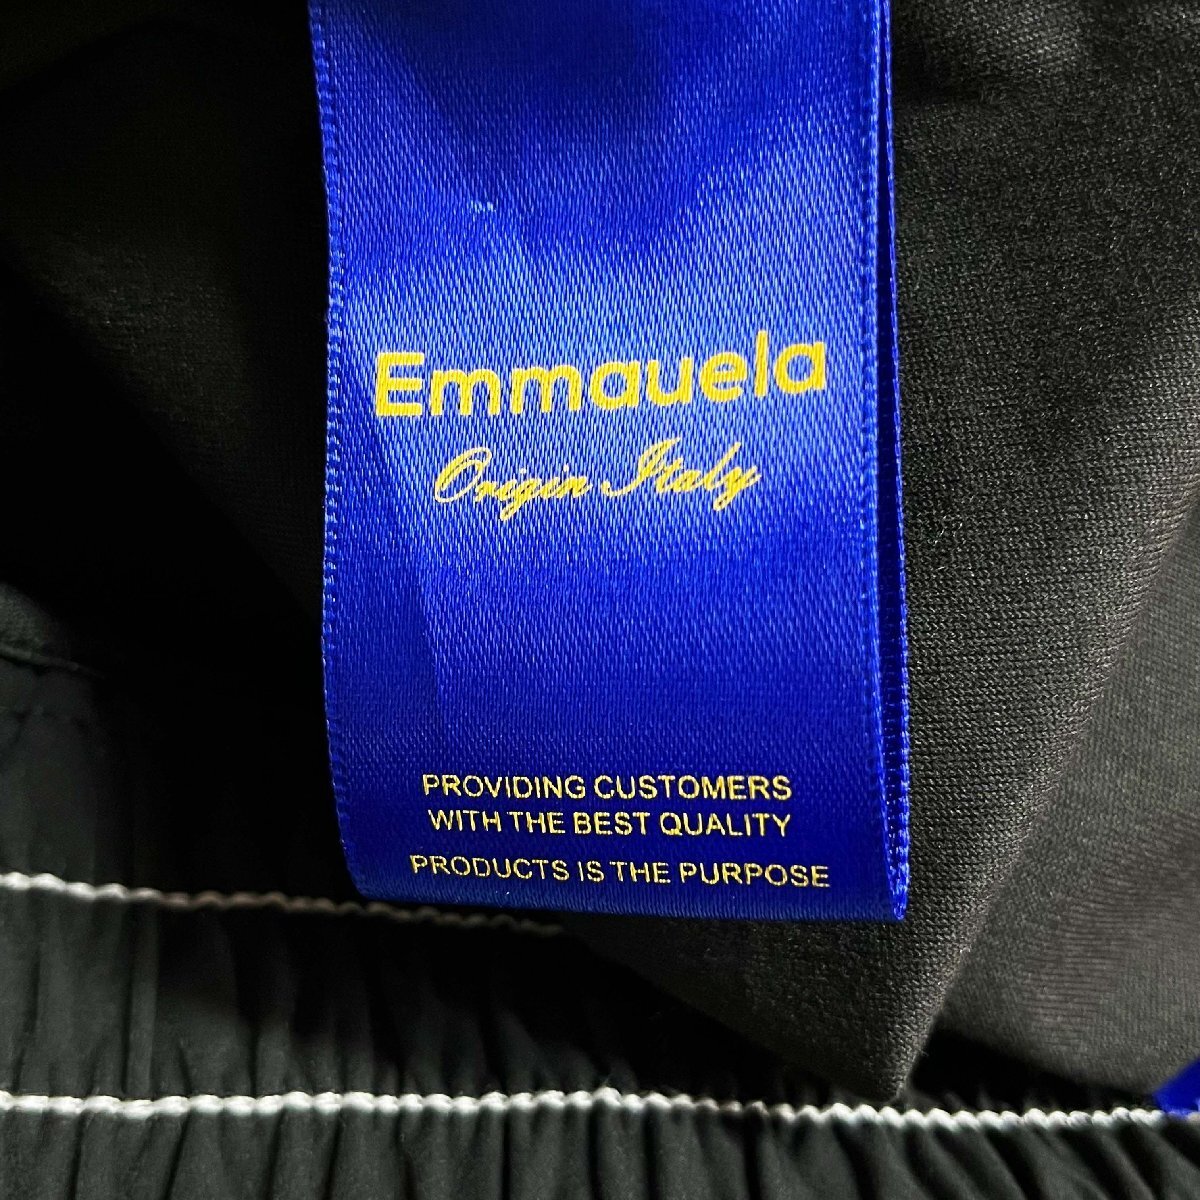 Emmauela
Origin Italy
PROVIDING CUSTOMERS
WITH THE BEST QUALITY
PRODUCTS IS THE PURPOSE